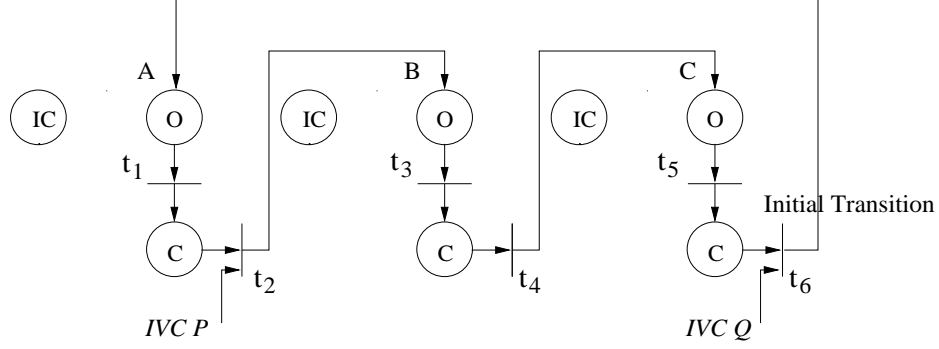 A
B
C
IC
O
IC
O
IC
O
t1
t3
t5
Initial Transition
C
C
C
t2
t4
t6
IVC P
IVC Q